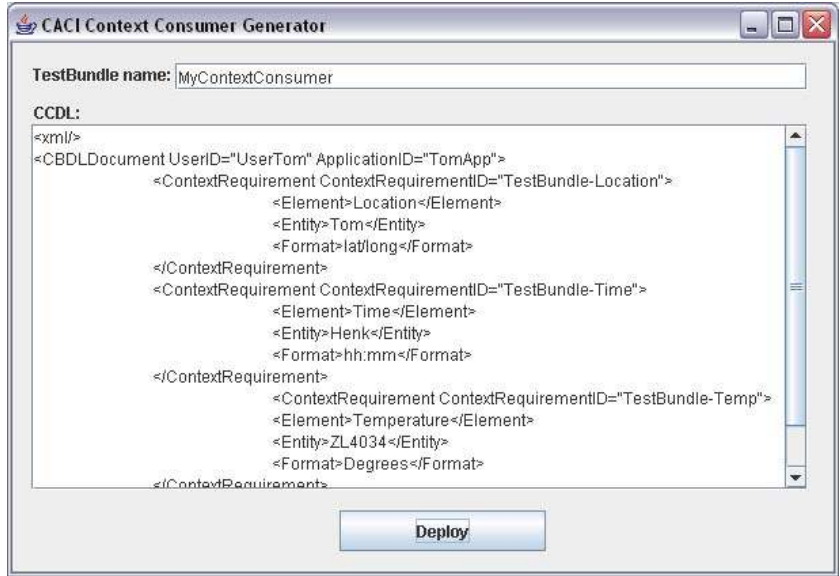 CACI Context Consumer Generator
TestBundle name: MyContextConsumer
CCDL:
<xml/>
<CBDLDocument UserID="UserTom" ApplicationID="TomApp">
<ContextRequirement ContextRequirementID="TestBundle-Location">
<Element>Location</Element>
<Entity>Tom</Entity>
<Format>lat/long</Format>
</ContextRequirement>
<ContextRequirement ContextRequirementID="TestBundle-Time">
<Element>Time</Element>
<Entity>Henk</Entity>
<Format>hh:mm</Format>
</ContextRequirement>
<ContextRequirement ContextRequirementID="TestBundle-Temp">
<Element>Temperature</Element>
<Entity>ZL4034</Entity>
<Format>Degrees</Format>
</ContextRequirement>
Deploy